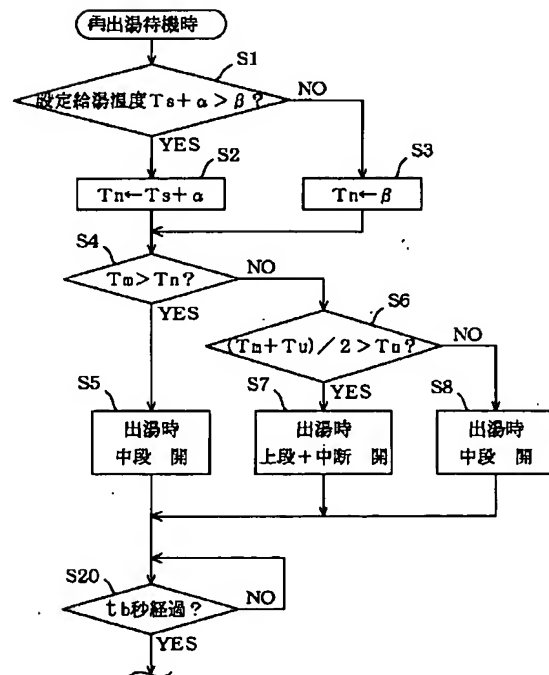 再出湯待機時
S1
設定給湯温度Ts+α>β?
NO
YES
S2
S3
Tn←Ts+α
Tn←β
S4
Tm>Tn?
NO
YES
S6
(Tm+Tu)/2>Tn?
NO
YES
S5
S7
S8
出湯時
中段 開
出湯時
上段+中断 開
出湯時
中段 開
S20
tb秒経過?
NO
YES